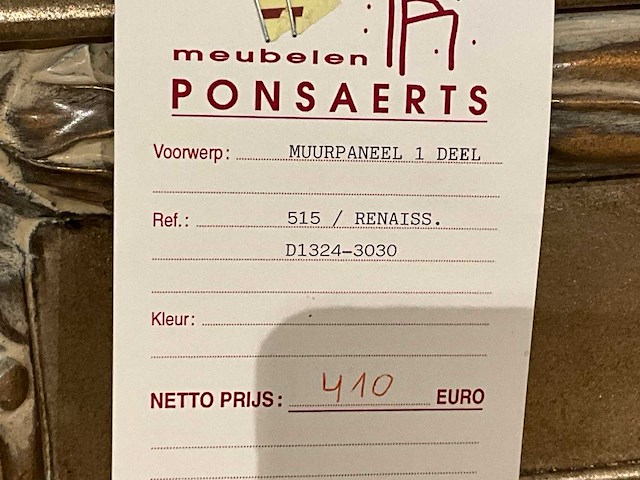 meubelen
PONSAERTS
Voorwerp: MUURPANEEL 1 DEEL
Ref.: 515 / RENAISS.
D1324-3030
Kleur:
NETTO PRIJS: 410 EURO